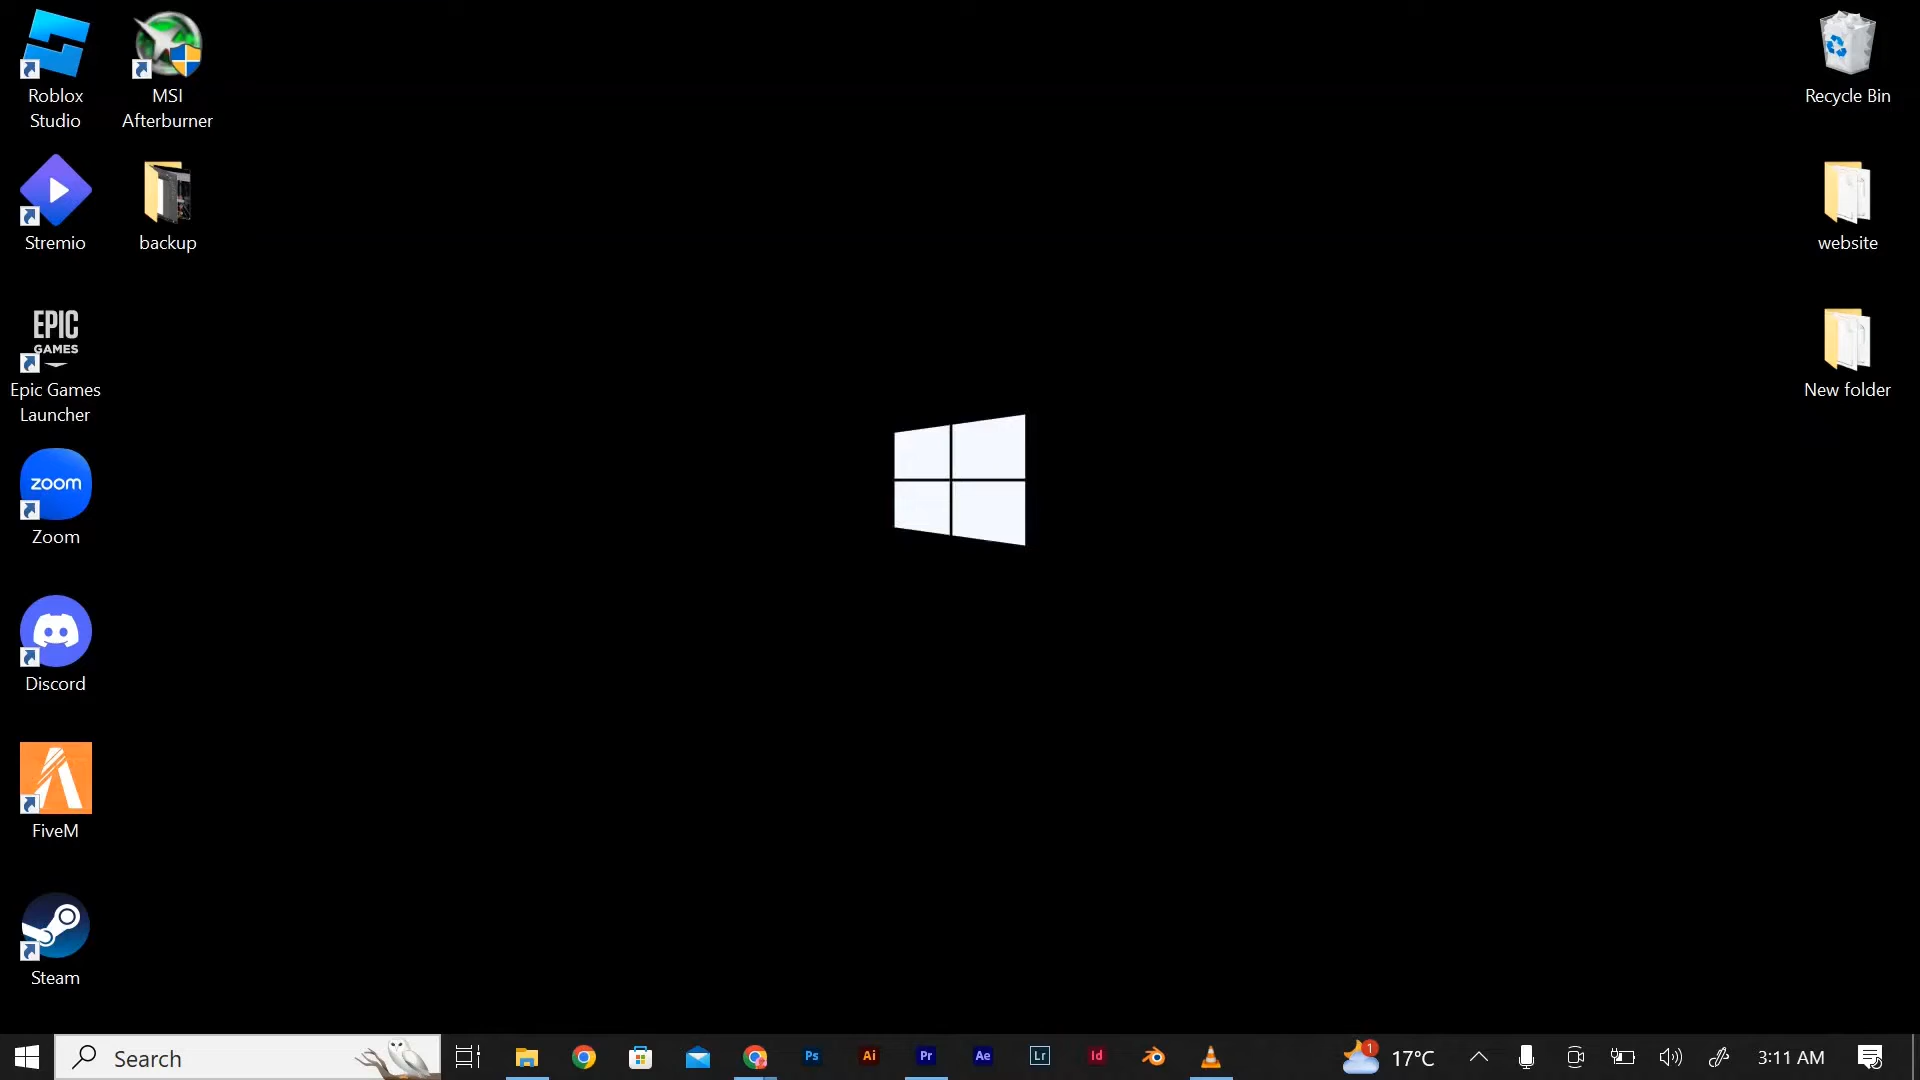 Roblox
Studio
MSI
Afterburner
Recycle Bin
Stremio
backup
website
EPIC
GAMES
Epic Games
Launcher
New folder
zoom
Zoom
Discord
FiveM
Steam
Search
Ps
Ai
Pr
Ae
Lr
Id
1
17°C
3:11 AM